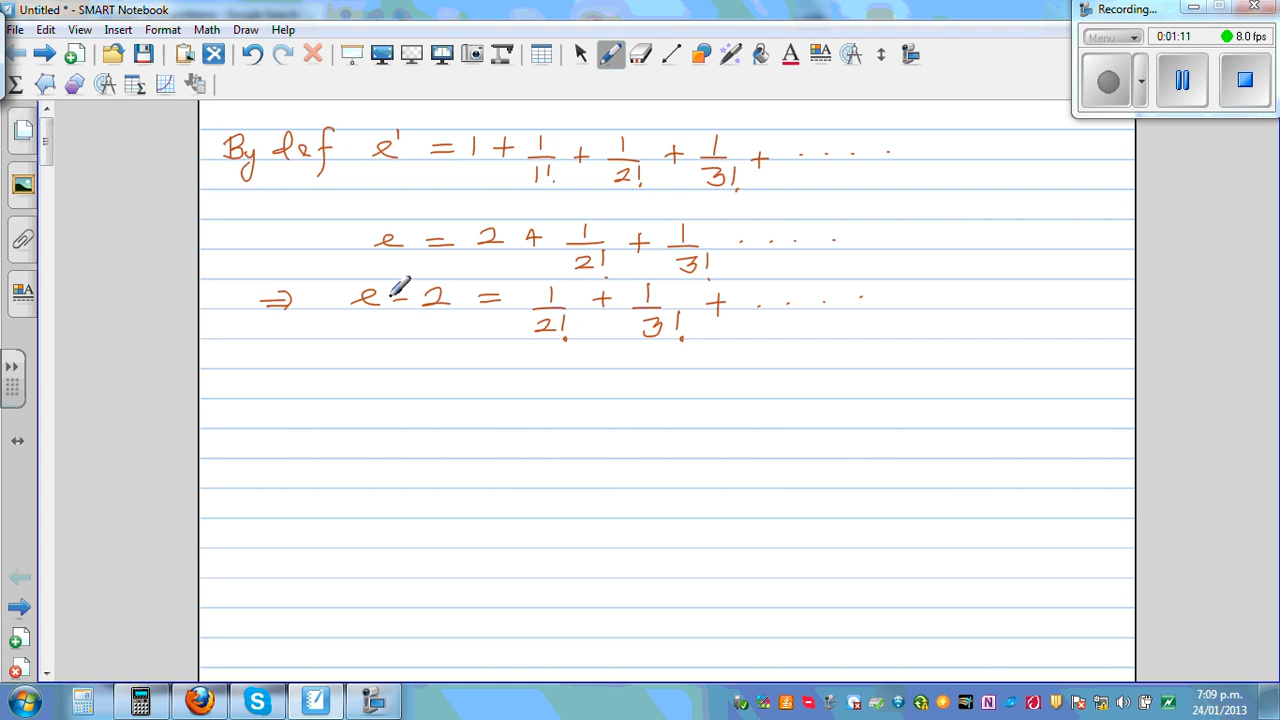 Untitled * - SMART Notebook
File Edit View Insert Format Math Draw Help
Recording...
Menu
0:01:11
8.0 fps
By def e¹ = 1 + 1/1! + 1/2! + 1/3! + ....
e = 2 + 1/2! + 1/3! ....
⇒ e - 2 = 1/2! + 1/3! + ....
7:09 p.m.
24/01/2013